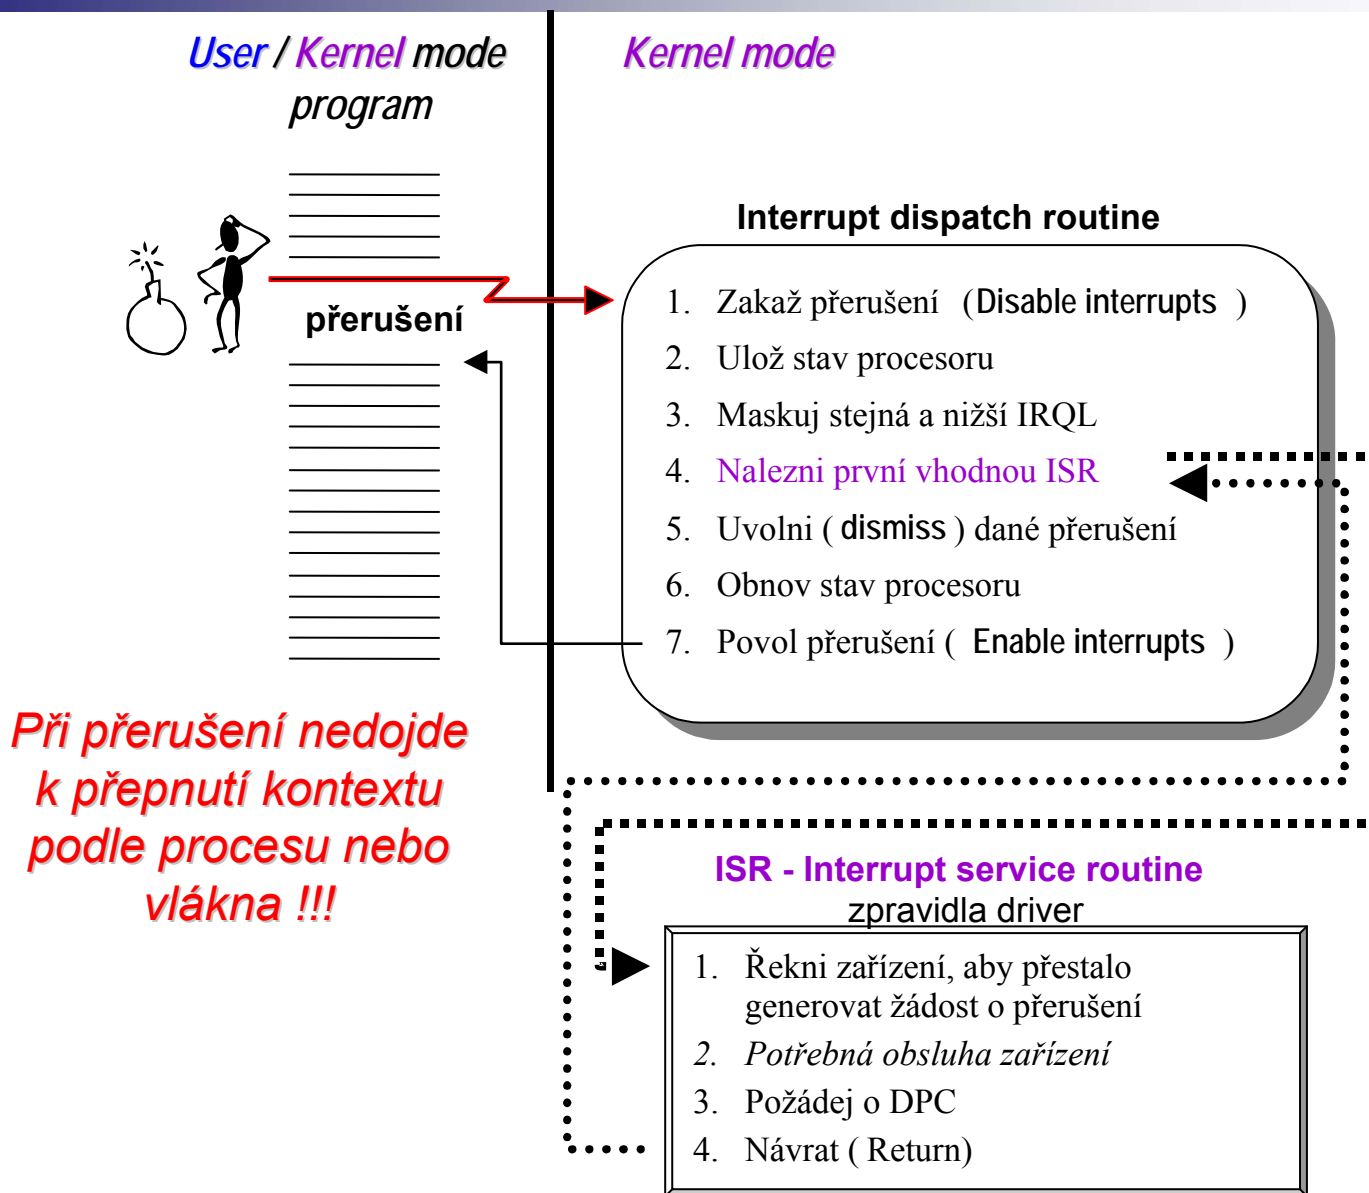 User / Kernel mode
program
Kernel mode
přerušení
Interrupt dispatch routine
1. Zakaž přerušení (Disable interrupts )
2. Ulož stav procesoru
3. Maskuj stejná a nižší IRQL
4. Nalezni první vhodnou ISR
5. Uvolni ( dismiss ) dané přerušení
6. Obnov stav procesoru
7. Povol přerušení ( Enable interrupts )
Při přerušení nedojde
k přepnutí kontextu
podle procesu nebo
vlákna !!!
ISR - Interrupt service routine
zpravidla driver
1. Řekni zařízení, aby přestalo
generovat žádost o přerušení
2. Potřebná obsluha zařízení
3. Požádej o DPC
4. Návrat ( Return)